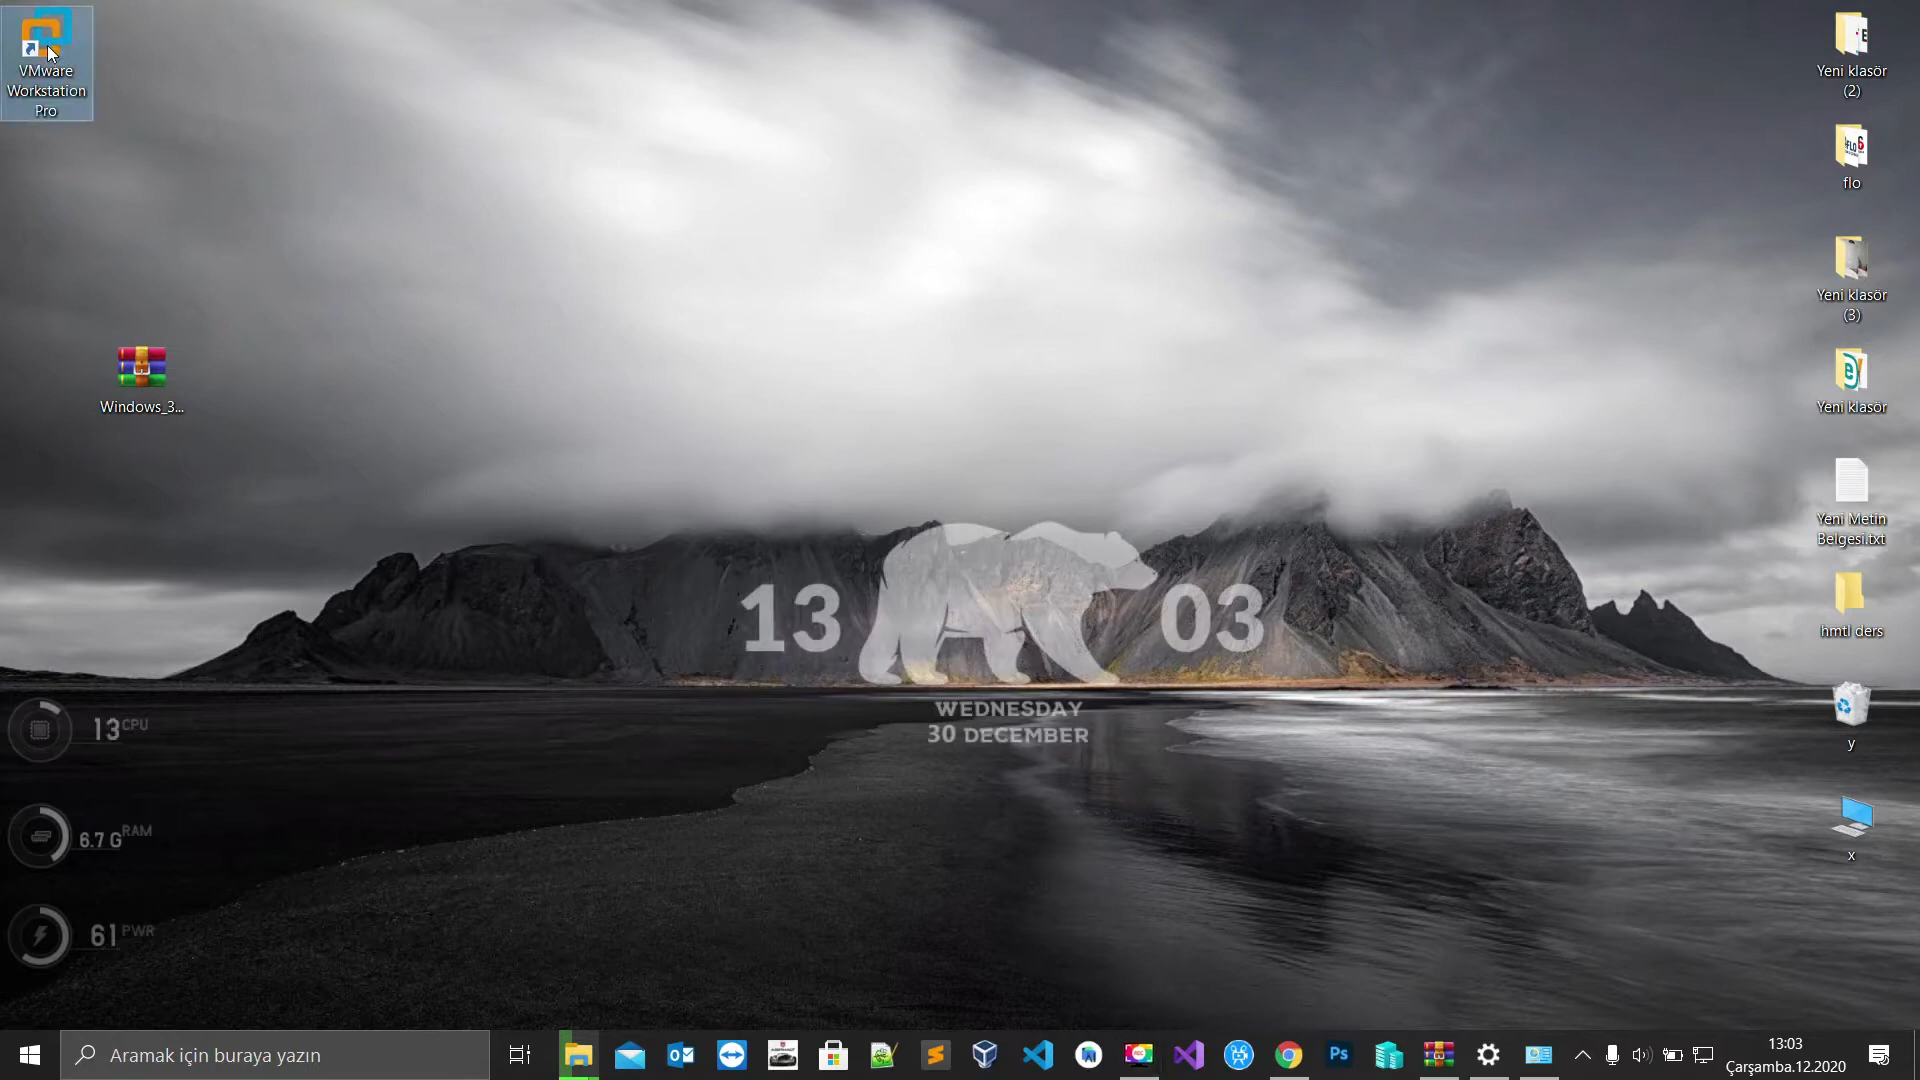 VMware
Workstation
Pro
Windows_3...
Yeni klasör
(2)
flo
Yeni klasör
(3)
Yeni klasör
Yeni Metin
Belgesi.txt
hmtl ders
y
x
13 03
WEDNESDAY
30 DECEMBER
13 CPU
6.7 G RAM
61 PWR
Aramak için buraya yazın
Ps
13:03
Çarşamba.12.2020